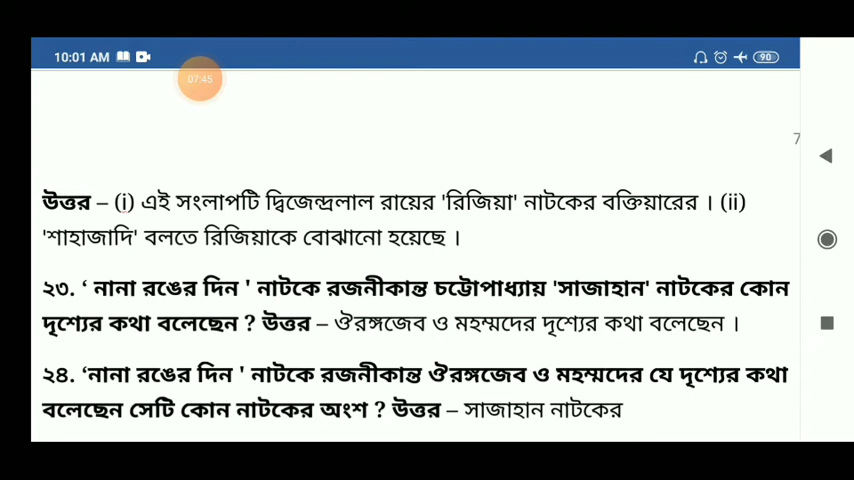 10:01 AM
90
07:45
7
উত্তর – (i) এই সংলাপটি দ্বিজেন্দ্রলাল রায়ের 'রিজিয়া' নাটকের বক্তিয়ারের । (ii)
'শাহাজাদি' বলতে রিজিয়াকে বোঝানো হয়েছে ।
২৩. ‘ নানা রঙের দিন ' নাটকে রজনীকান্ত চট্টোপাধ্যায় 'সাজাহান' নাটকের কোন
দৃশ্যের কথা বলেছেন ? উত্তর – ঔরঙ্গজেব ও মহম্মদের দৃশ্যের কথা বলেছেন ।
২৪. ‘নানা রঙের দিন ' নাটকে রজনীকান্ত ঔরঙ্গজেব ও মহম্মদের যে দৃশ্যের কথা
বলেছেন সেটি কোন নাটকের অংশ ? উত্তর – সাজাহান নাটকের